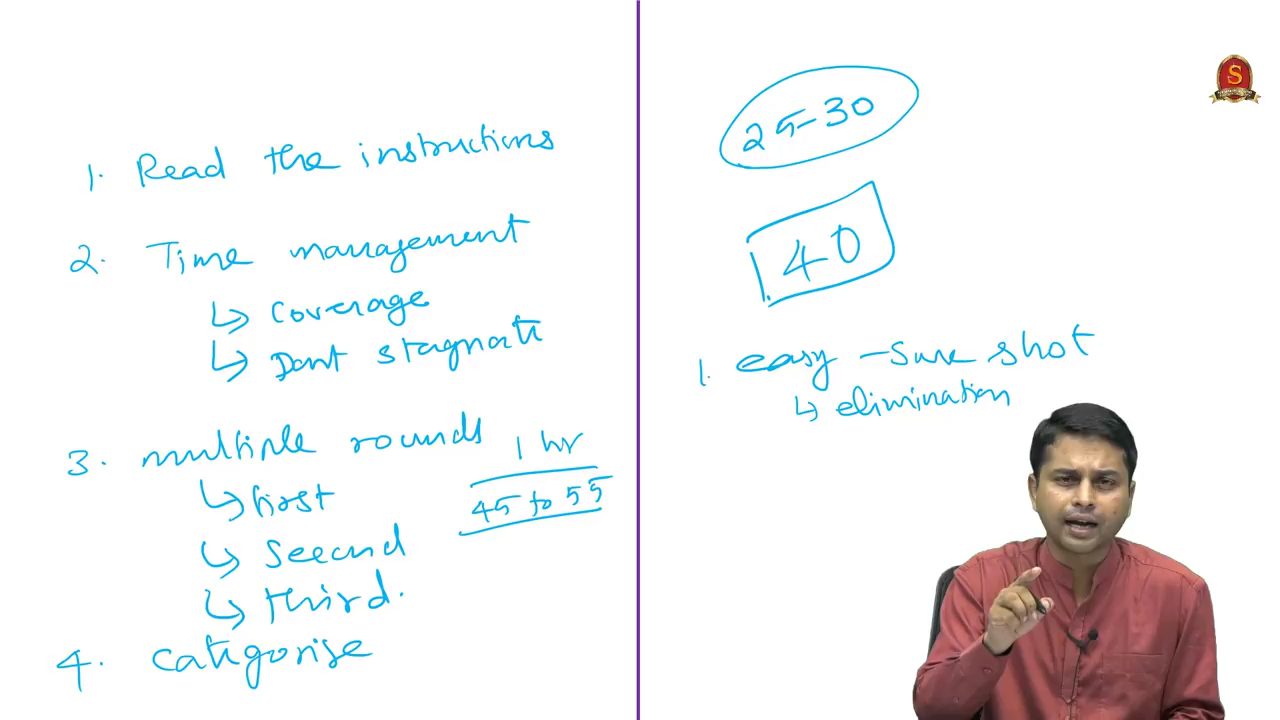 1. Read the instructions
2. Time management
↳ Coverage
↳ Dont stagnate
3. multiple rounds
↳ first
↳ Second
↳ third.
1 hr
45 to 55
4. categorise
25-30
40
1. easy - Sure shot
↳ elimination
S